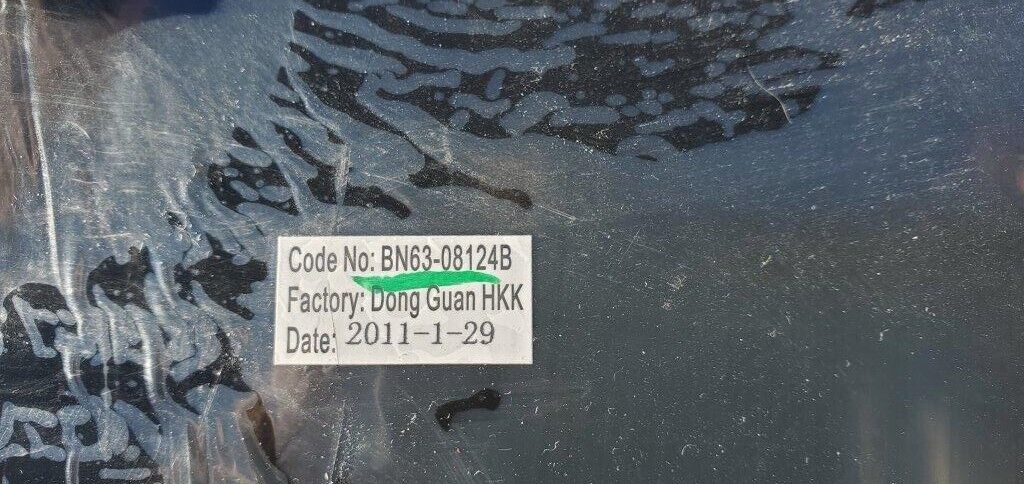 Code No: BN63-08124B
Factory: Dong Guan HKK
Date: 2011-1-29